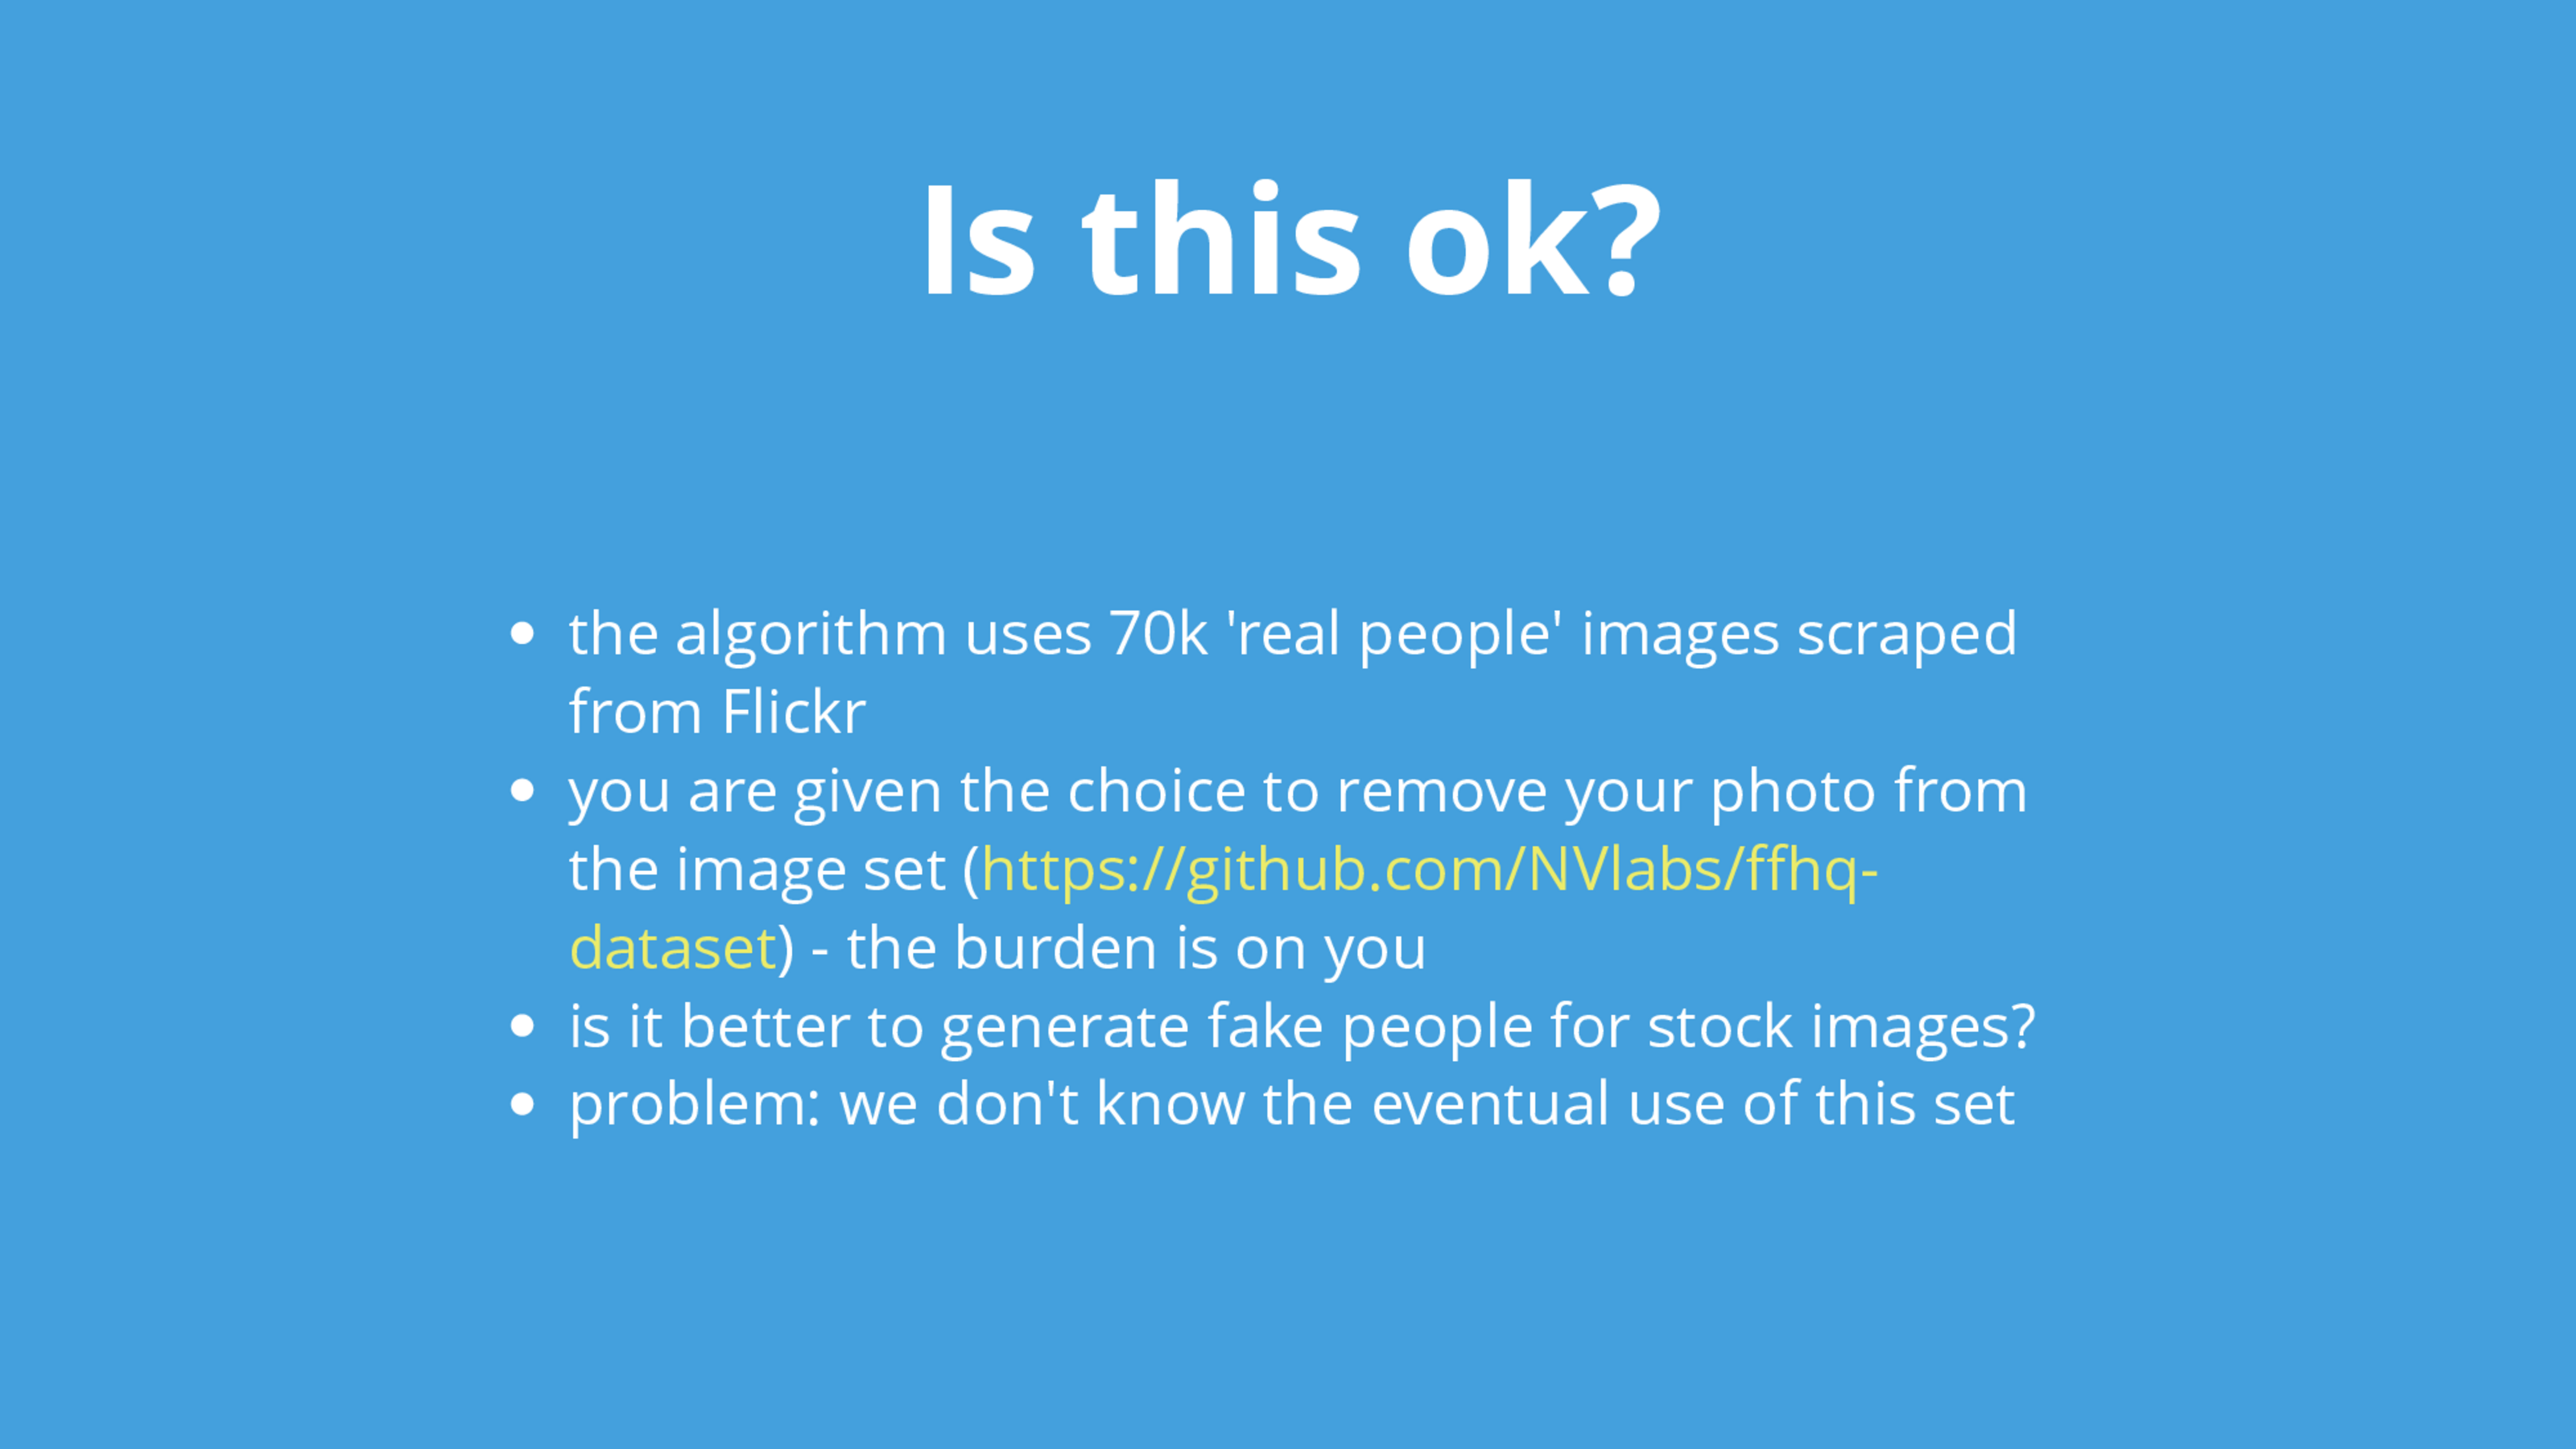 Is this ok?
the algorithm uses 70k 'real people' images scraped
from Flickr
you are given the choice to remove your photo from
the image set (https://github.com/NVlabs/ffhq-
dataset) - the burden is on you
is it better to generate fake people for stock images?
problem: we don't know the eventual use of this set